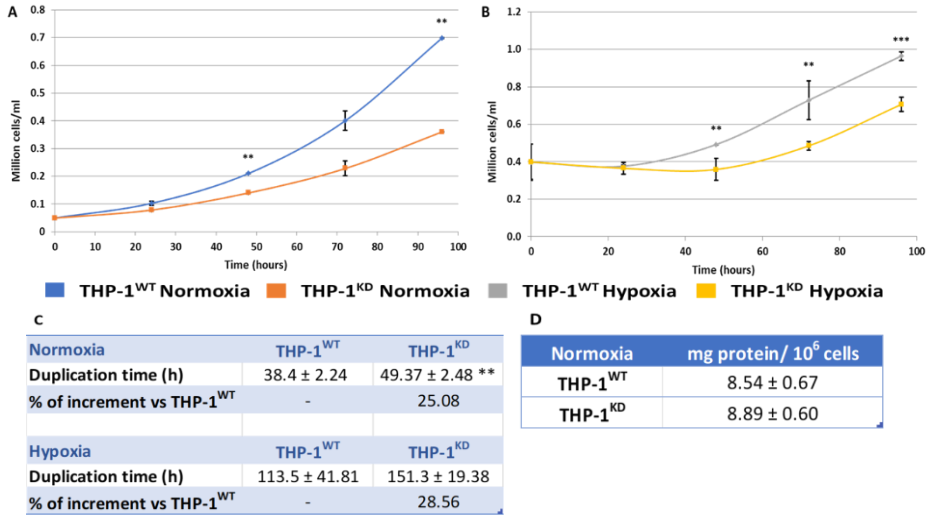 A
Million cells/ml
0.8
0.7
0.6
0.5
0.4
0.3
0.2
0.1
0
**
**
0 20 40 60 80 100
Time (hours)
B
Million cells/ml
1.2
1.0
0.8
0.6
0.4
0.2
0.0
**
**
***
0 20 40 60 80 100
Time (hours)
THP-1ᵂᵀ Normoxia THP-1ᴷᴰ Normoxia THP-1ᵂᵀ Hypoxia THP-1ᴷᴰ Hypoxia
C
Normoxia THP-1ᵂᵀ THP-1ᴷᴰ
Duplication time (h) 38.4 ± 2.24 49.37 ± 2.48 **
% of increment vs THP-1ᵂᵀ - 25.08
Hypoxia THP-1ᵂᵀ THP-1ᴷᴰ
Duplication time (h) 113.5 ± 41.81 151.3 ± 19.38
% of increment vs THP-1ᵂᵀ - 28.56
D
Normoxia mg protein/ 10⁶ cells
THP-1ᵂᵀ 8.54 ± 0.67
THP-1ᴷᴰ 8.89 ± 0.60